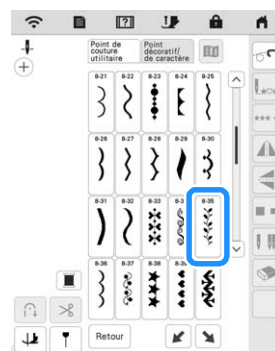 Point de
couture
utilitaire
Point
décoratif/
de caractère
8-21 8-22 8-23 8-24 8-25
8-26 8-27 8-28 8-29 8-30
8-31 8-32 8-33 8-35
8-36 8-37 8-38
Retour